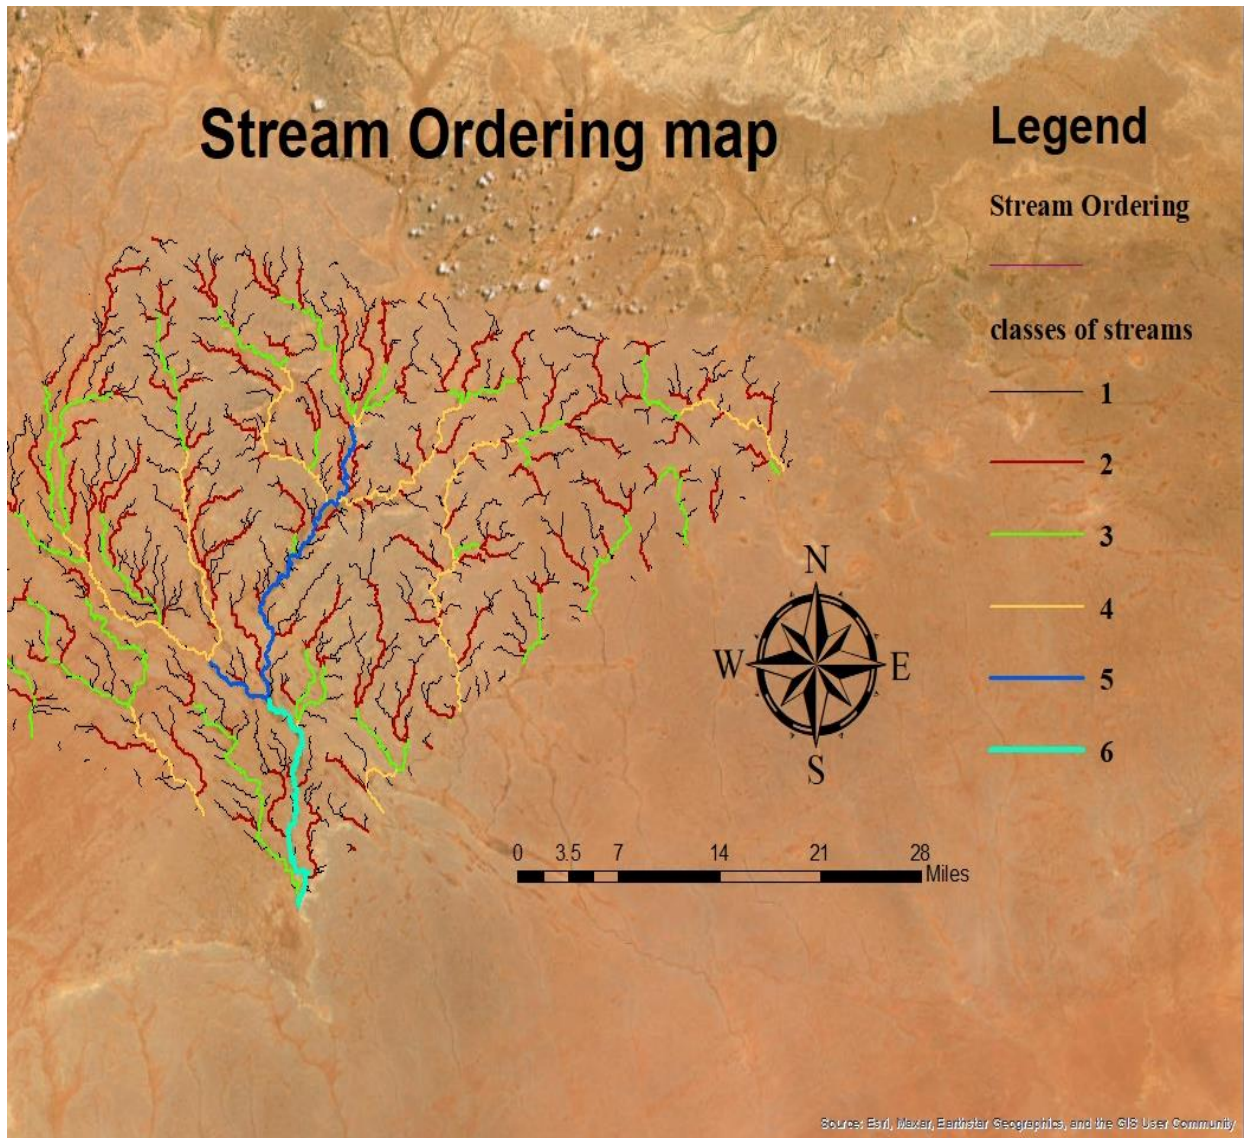 Stream Ordering map
Legend
Stream Ordering
classes of streams
1
2
3
4
5
6
N
W E
S
0 3.5 7 14 21 28
Miles
Source: Esri, Maxar, Earthstar Geographics, and the GIS User Community